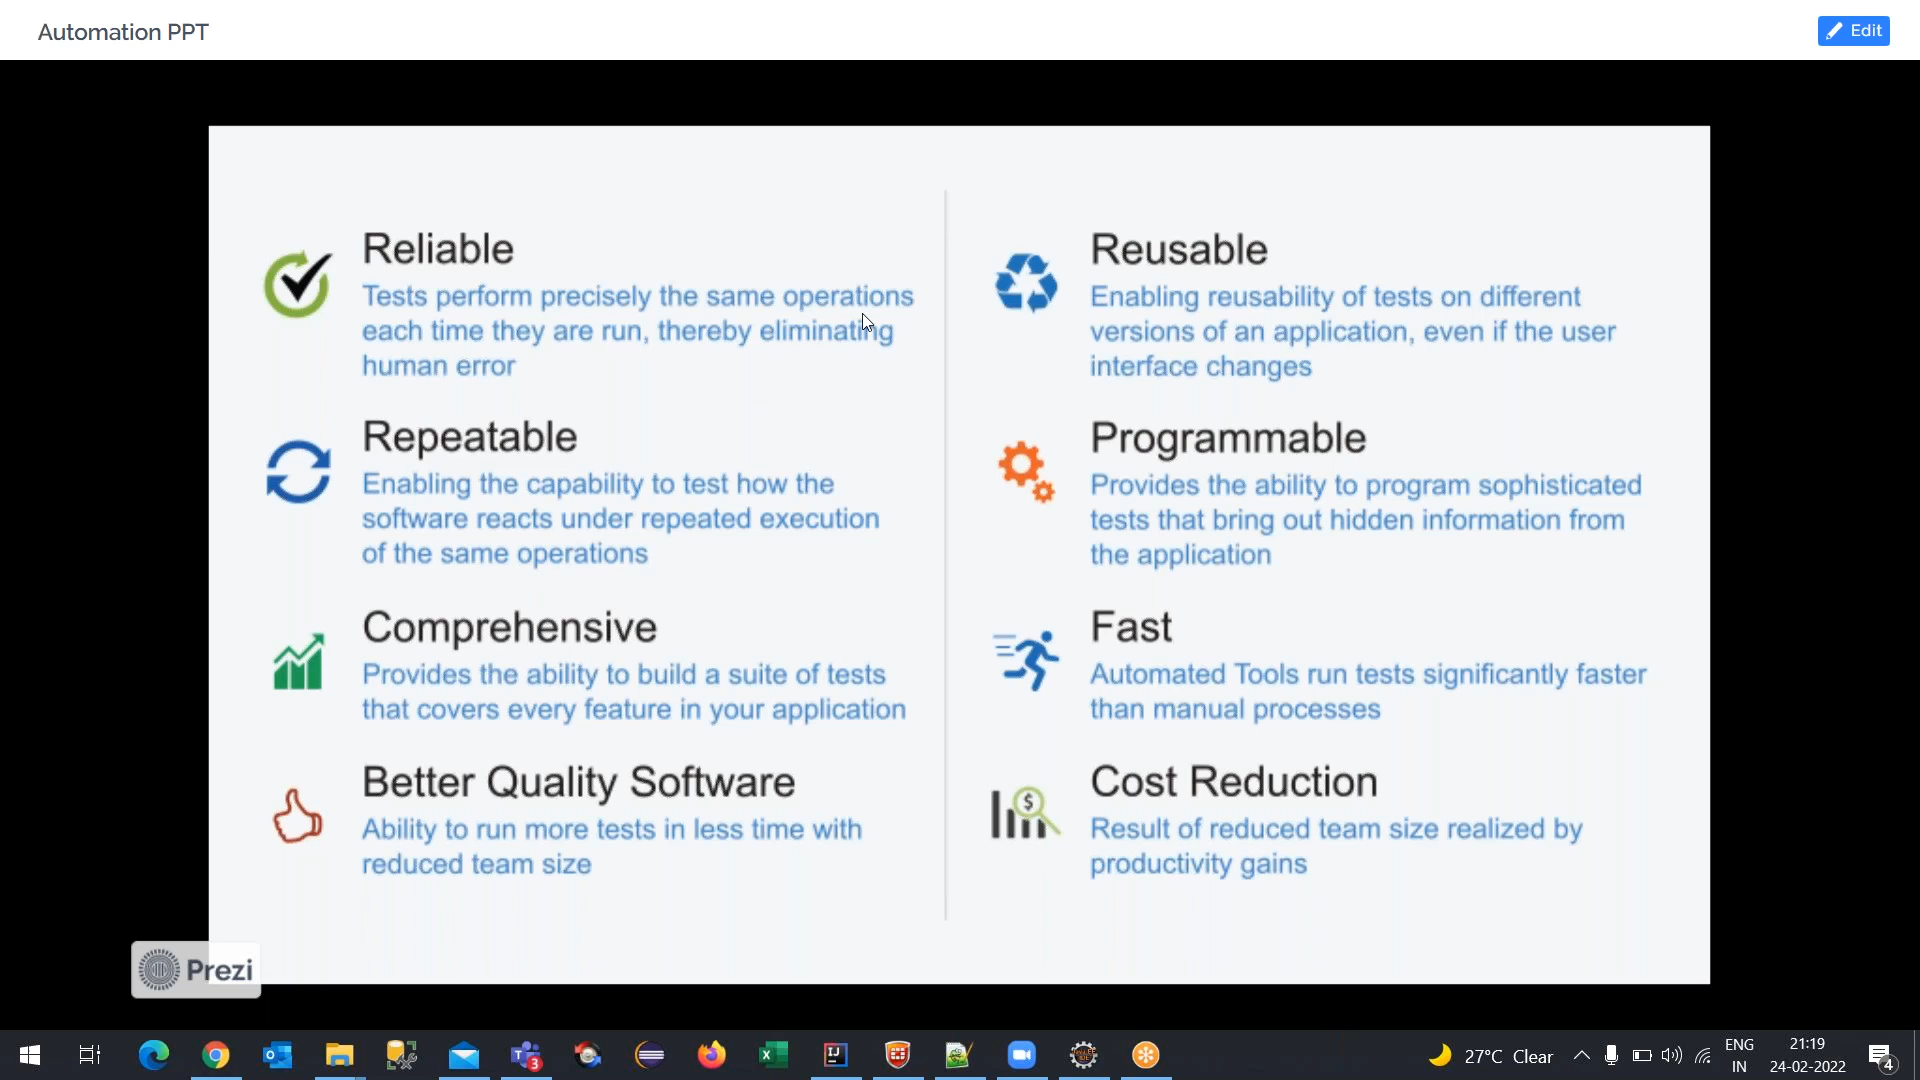 Automation PPT
Edit
Reliable
Tests perform precisely the same operations
each time they are run, thereby eliminating
human error
Repeatable
Enabling the capability to test how the
software reacts under repeated execution
of the same operations
Comprehensive
Provides the ability to build a suite of tests
that covers every feature in your application
Better Quality Software
Ability to run more tests in less time with
reduced team size
Reusable
Enabling reusability of tests on different
versions of an application, even if the user
interface changes
Programmable
Provides the ability to program sophisticated
tests that bring out hidden information from
the application
Fast
Automated Tools run tests significantly faster
than manual processes
Cost Reduction
Result of reduced team size realized by
productivity gains
Prezi
27°C Clear
ENG
IN
21:19
24-02-2022
4
3